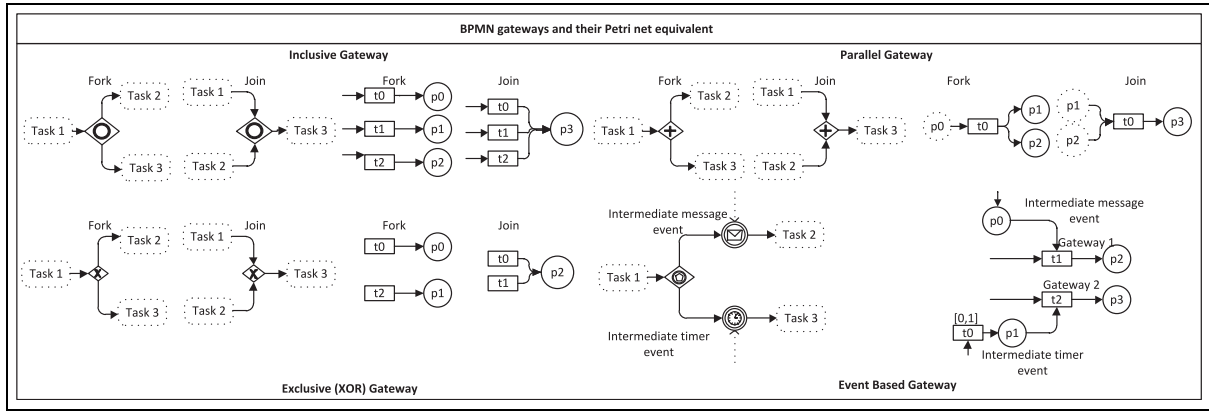 BPMN gateways and their Petri net equivalent
Inclusive Gateway
Fork
Join
Task 1
Task 2
Task 3
Task 1
Task 2
Task 3
Fork
t0
p0
t1
p1
t2
p2
Join
t0
t1
t2
p3
Parallel Gateway
Fork
Join
Task 1
Task 2
Task 3
Task 1
Task 2
Task 3
Fork
p0
t0
p1
p2
Join
p1
p2
t0
p3
Fork
Join
Task 1
Task 2
Task 3
Task 1
Task 2
Task 3
X
X
Fork
t0
p0
t2
p1
Join
t0
t1
p2
Exclusive (XOR) Gateway
Intermediate message
event
Task 1
Task 2
Task 3
Intermediate timer
event
p0
Intermediate message
event
Gateway 1
t1
p2
Gateway 2
t2
p3
[0,1]
t0
p1
Intermediate timer
event
Event Based Gateway